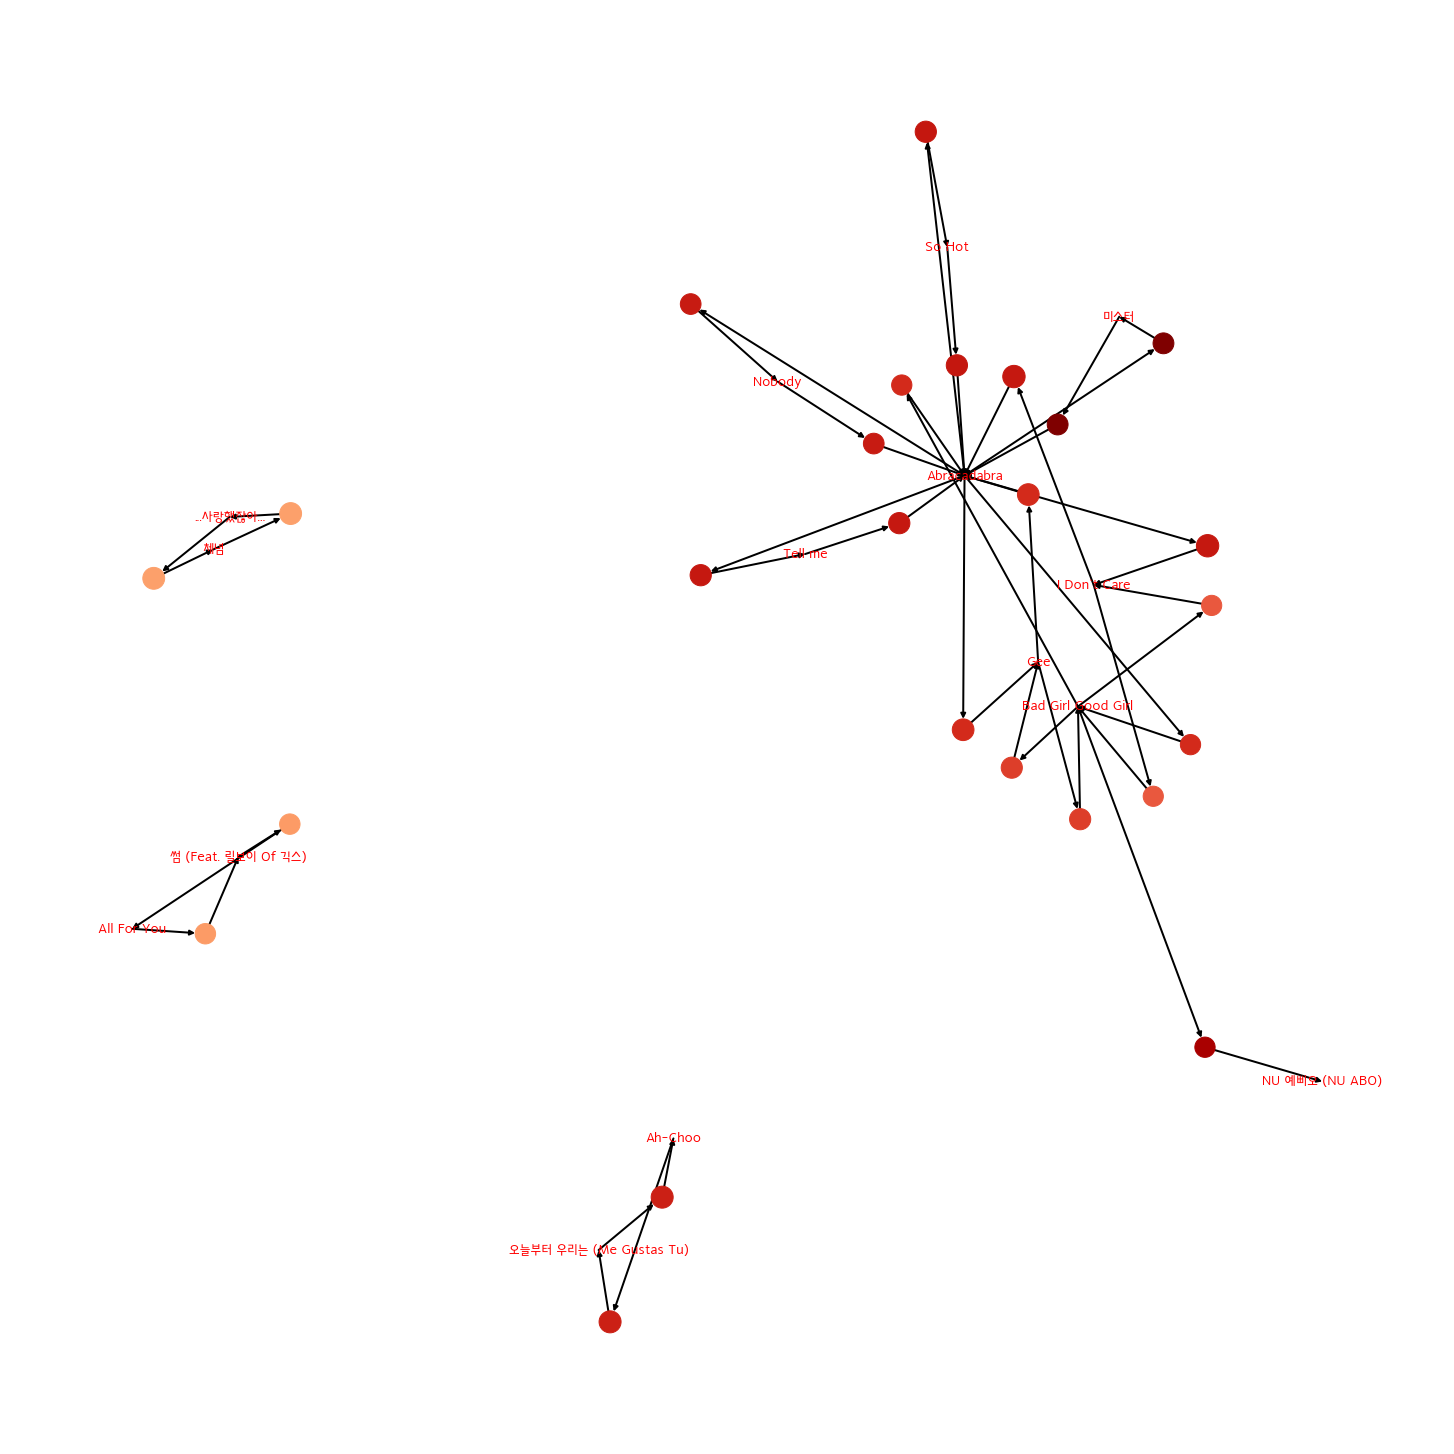 So Hot
미스터
Nobody
Abracadabra
..사랑했잖아...
체념
Tell me
I Don`t Care
Gee
Bad Girl Good Girl
썸 (Feat. 릴보이 Of 긱스)
All For You
NU 예삐오 (NU ABO)
Ah-Choo
오늘부터 우리는 (Me Gustas Tu)